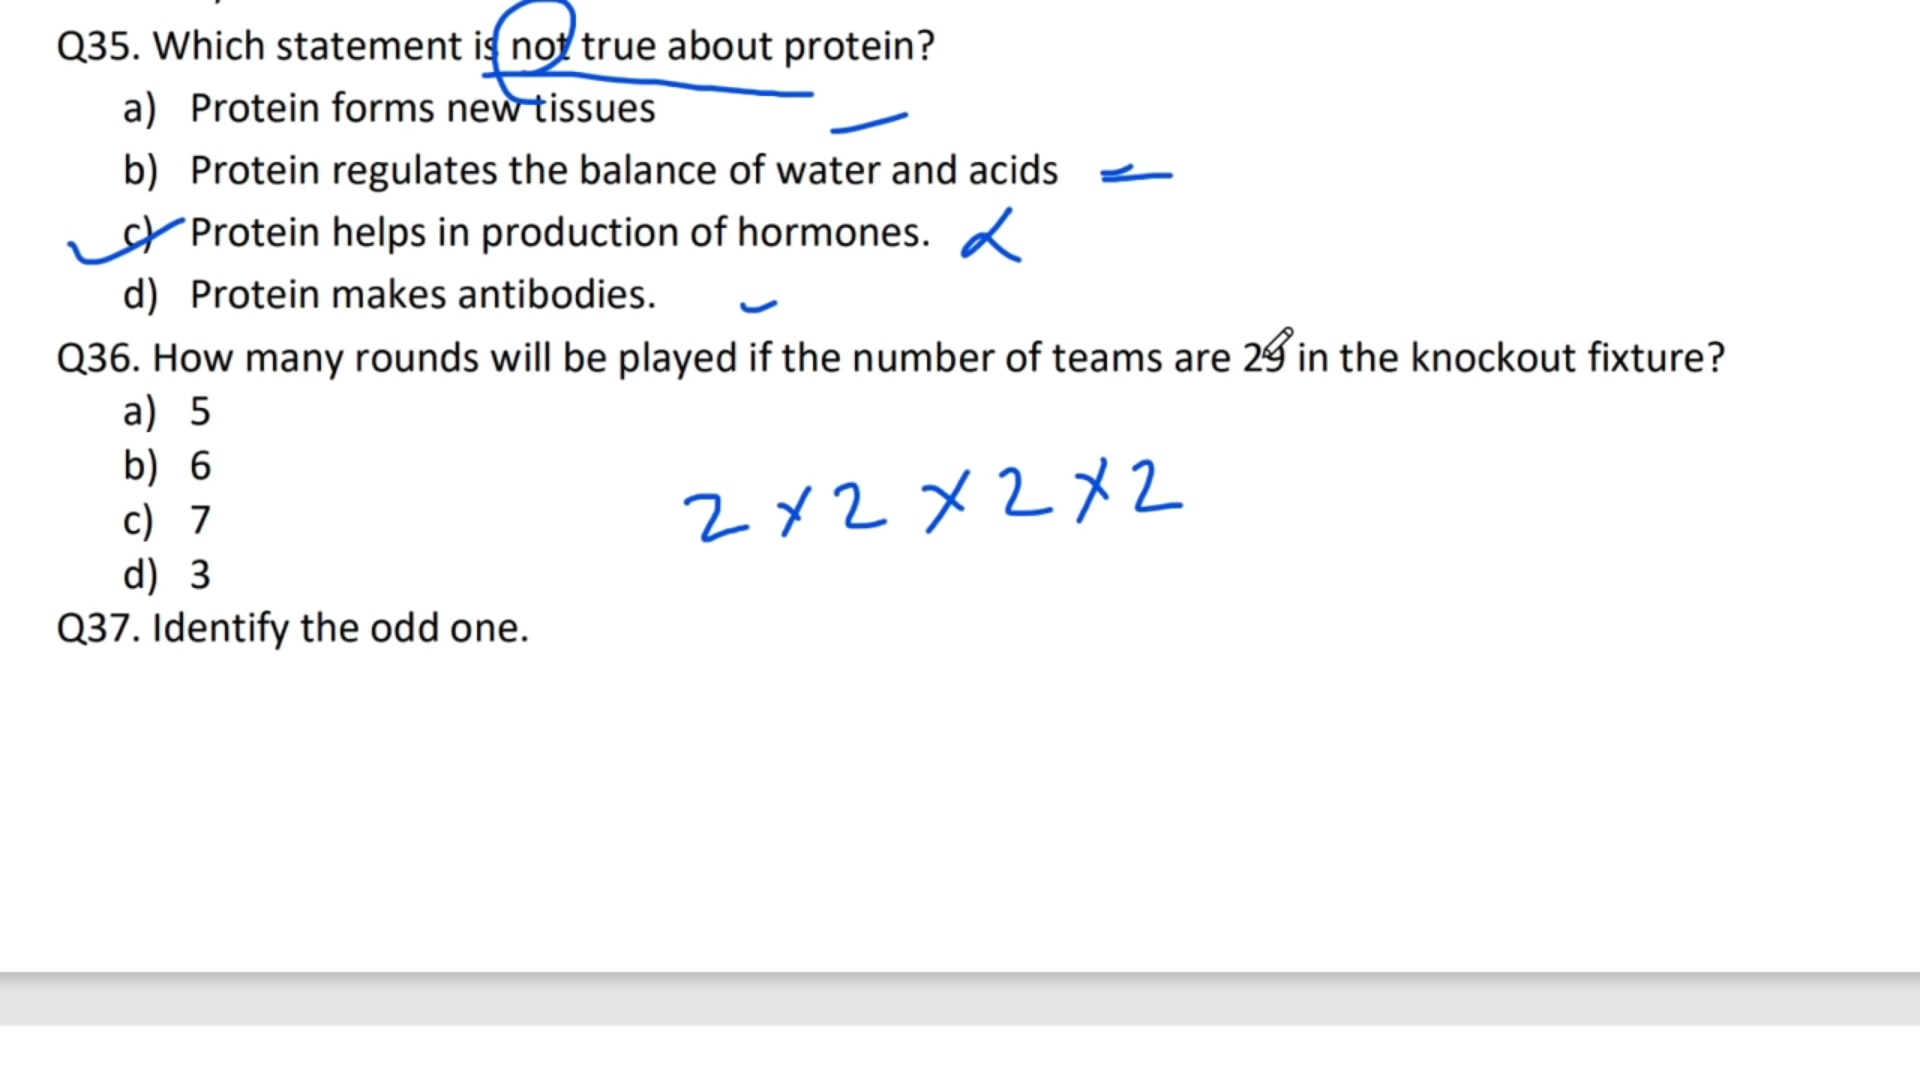 Q35. Which statement is not true about protein?
a) Protein forms new tissues
b) Protein regulates the balance of water and acids
c) Protein helps in production of hormones.
d) Protein makes antibodies.
Q36. How many rounds will be played if the number of teams are 29 in the knockout fixture?
a) 5
b) 6
c) 7
d) 3
2 x 2 x 2 x 2
Q37. Identify the odd one.